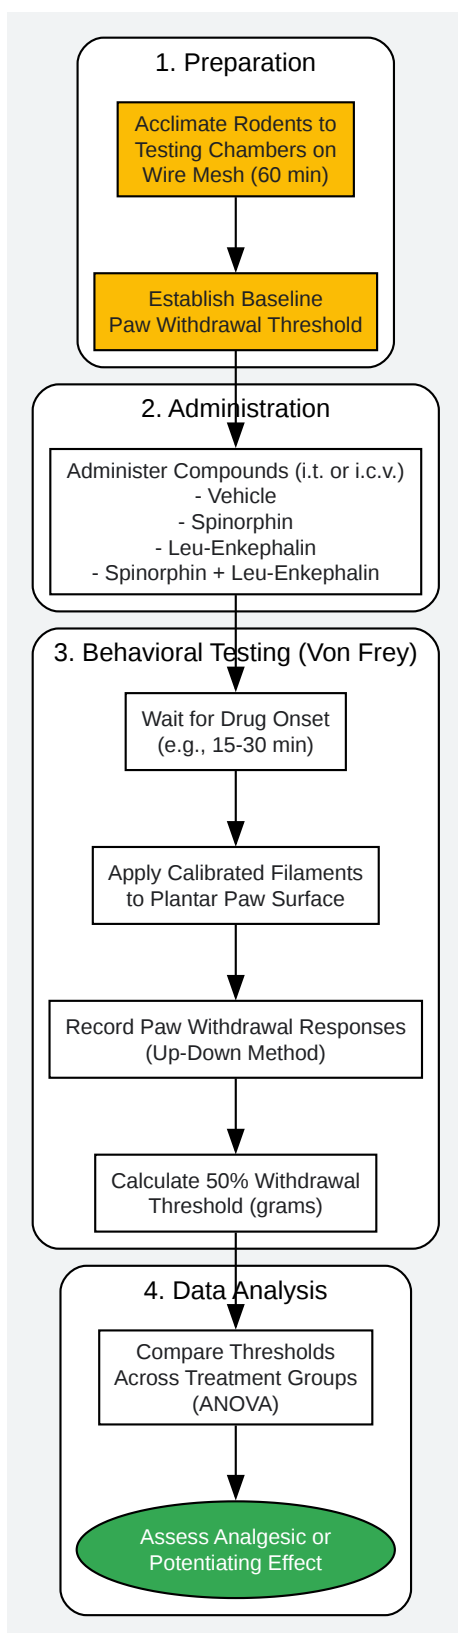 1. Preparation
Acclimate Rodents to
Testing Chambers on
Wire Mesh (60 min)
Establish Baseline
Paw Withdrawal Threshold
2. Administration
Administer Compounds (i.t. or i.c.v.)
- Vehicle
- Spinorphin
- Leu-Enkephalin
- Spinorphin + Leu-Enkephalin
3. Behavioral Testing (Von Frey)
Wait for Drug Onset
(e.g., 15-30 min)
Apply Calibrated Filaments
to Plantar Paw Surface
Record Paw Withdrawal Responses
(Up-Down Method)
Calculate 50% Withdrawal
Threshold (grams)
4. Data Analysis
Compare Thresholds
Across Treatment Groups
(ANOVA)
Assess Analgesic or
Potentiating Effect